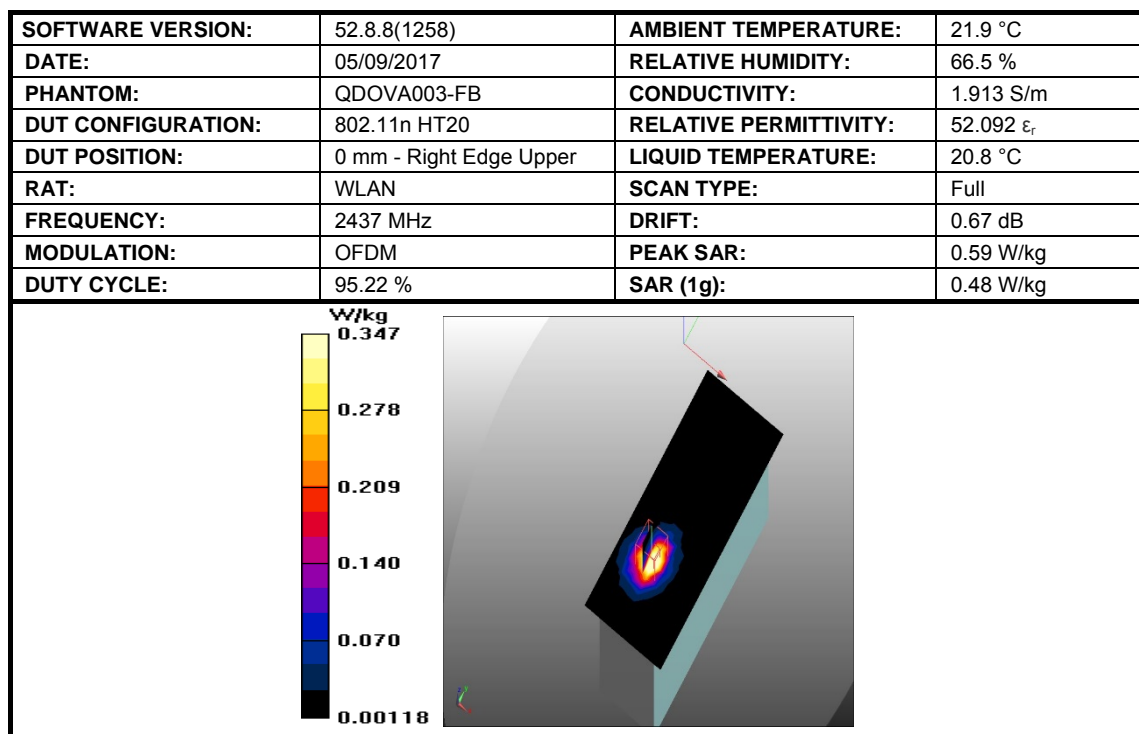 SOFTWARE VERSION: 52.8.8(1258) AMBIENT TEMPERATURE: 21.9 °C
DATE: 05/09/2017 RELATIVE HUMIDITY: 66.5 %
PHANTOM: QDOVA003-FB CONDUCTIVITY: 1.913 S/m
DUT CONFIGURATION: 802.11n HT20 RELATIVE PERMITTIVITY: 52.092 εr
DUT POSITION: 0 mm - Right Edge Upper LIQUID TEMPERATURE: 20.8 °C
RAT: WLAN SCAN TYPE: Full
FREQUENCY: 2437 MHz DRIFT: 0.67 dB
MODULATION: OFDM PEAK SAR: 0.59 W/kg
DUTY CYCLE: 95.22 % SAR (1g): 0.48 W/kg
W/kg
0.347
0.278
0.209
0.140
0.070
0.00118